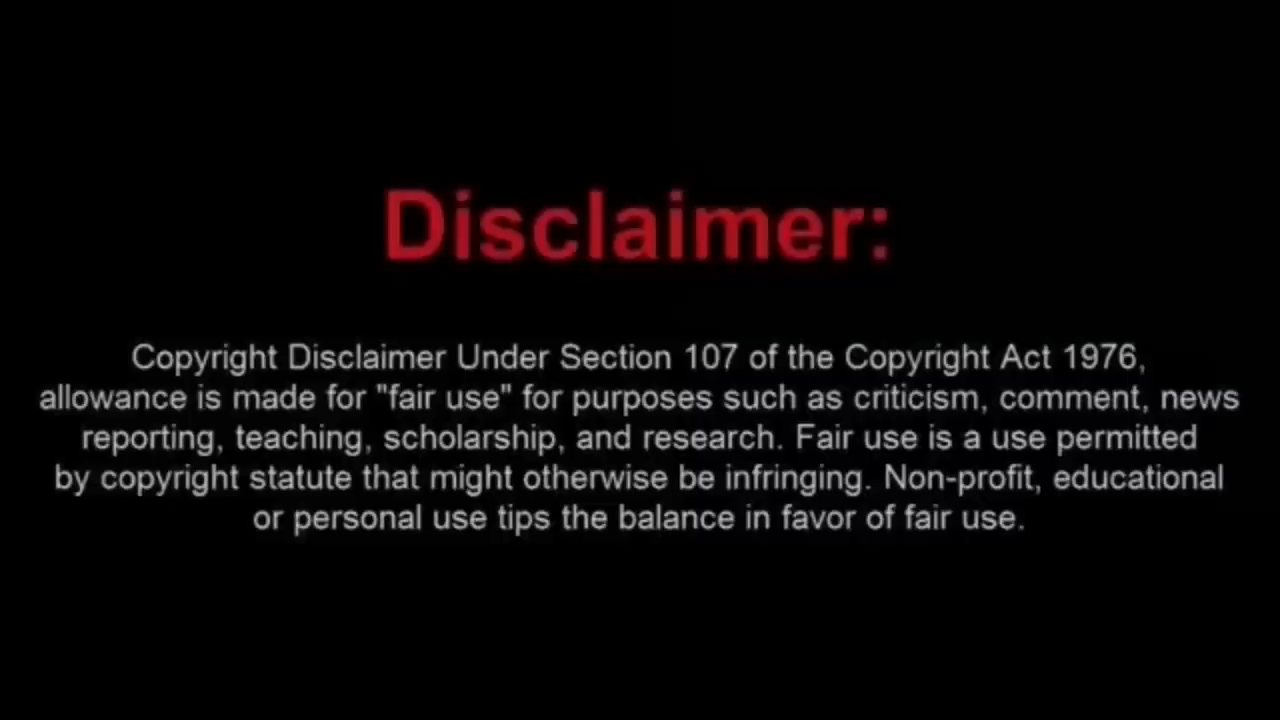 Disclaimer:
Copyright Disclaimer Under Section 107 of the Copyright Act 1976,
allowance is made for "fair use" for purposes such as criticism, comment, news
reporting, teaching, scholarship, and research. Fair use is a use permitted
by copyright statute that might otherwise be infringing. Non-profit, educational
or personal use tips the balance in favor of fair use.